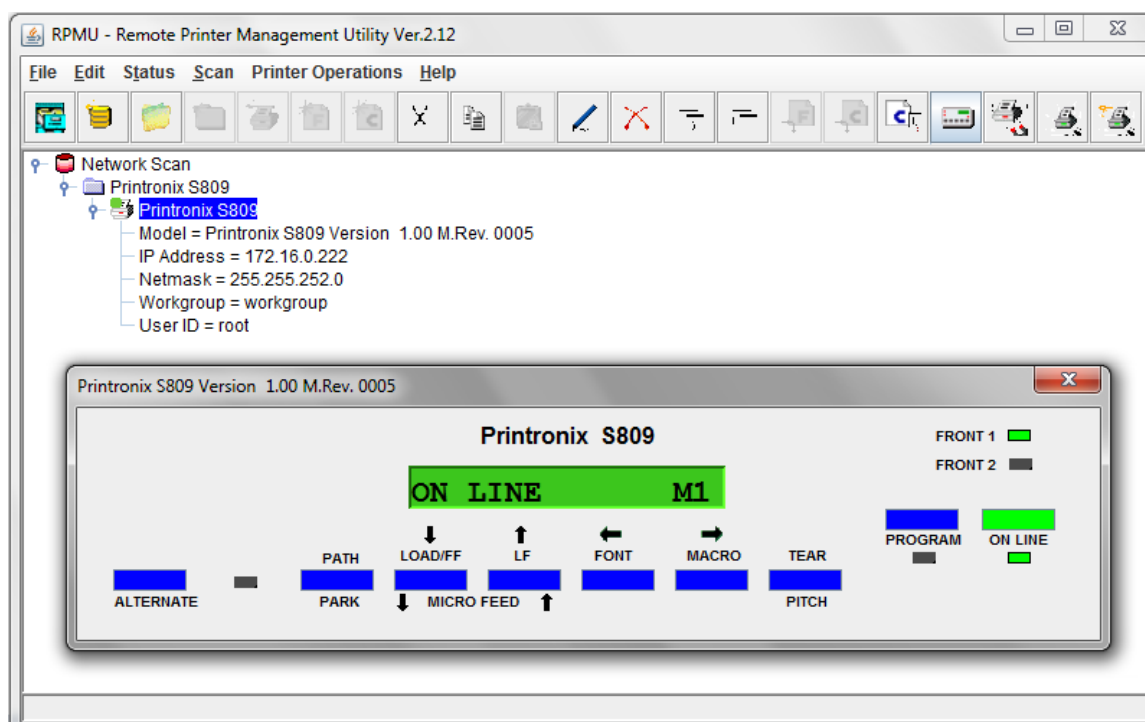 RPMU - Remote Printer Management Utility Ver.2.12
File Edit Status Scan Printer Operations Help
Network Scan
Printronix S809
Printronix S809
Model = Printronix S809 Version 1.00 M.Rev. 0005
IP Address = 172.16.0.222
Netmask = 255.255.252.0
Workgroup = workgroup
User ID = root
Printronix S809 Version 1.00 M.Rev. 0005
Printronix S809
FRONT 1
FRONT 2
ON LINE M1
PATH LOAD/FF LF FONT MACRO TEAR PROGRAM ON LINE
ALTERNATE PARK MICRO FEED PITCH